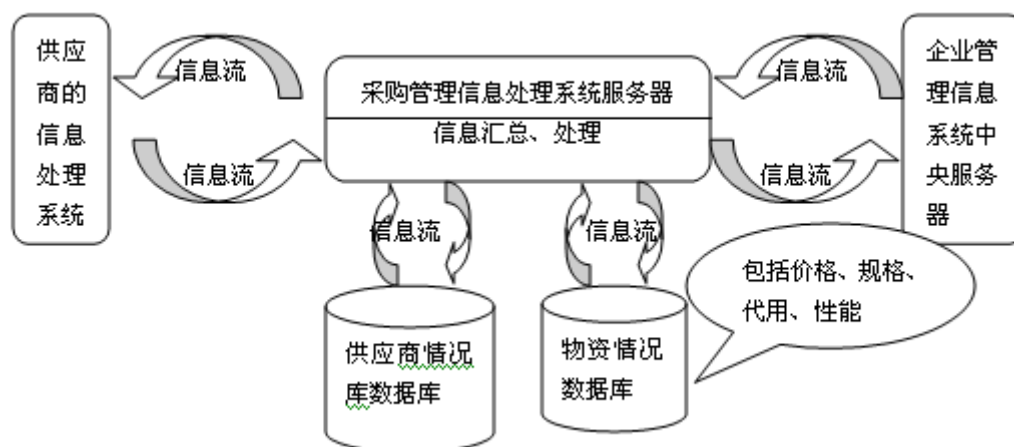 供应
商的
信息
处理
系统
信息流
信息流
采购管理信息处理系统服务器
信息汇总、处理
信息流
信息流
企业管
理信息
系统中
央服务
器
信息流
信息流
供应商情况
库数据库
物资情况
数据库
包括价格、规格、
代用、性能